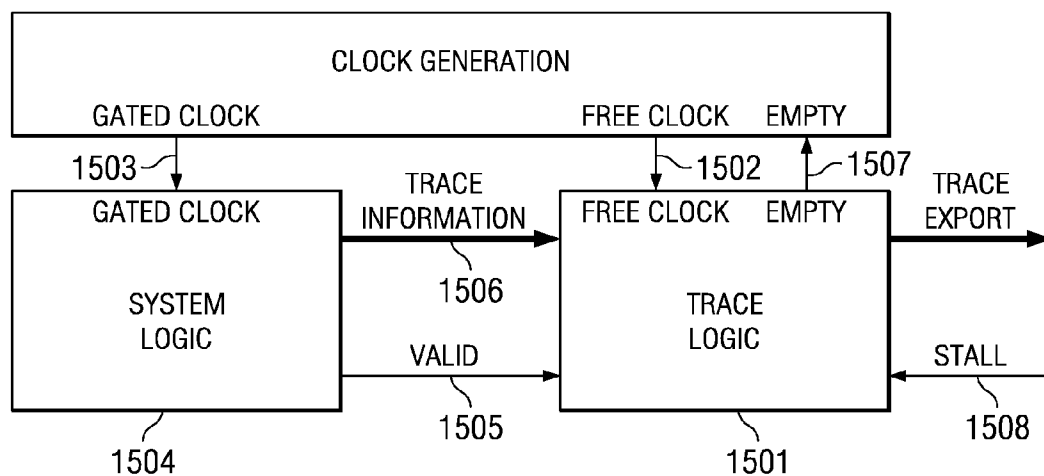 CLOCK GENERATION
GATED CLOCK FREE CLOCK EMPTY
1503 1502 1507
GATED CLOCK
TRACE
INFORMATION
FREE CLOCK EMPTY
TRACE
EXPORT
1506
SYSTEM
LOGIC
TRACE
LOGIC
VALID
STALL
1505
1508
1504
1501